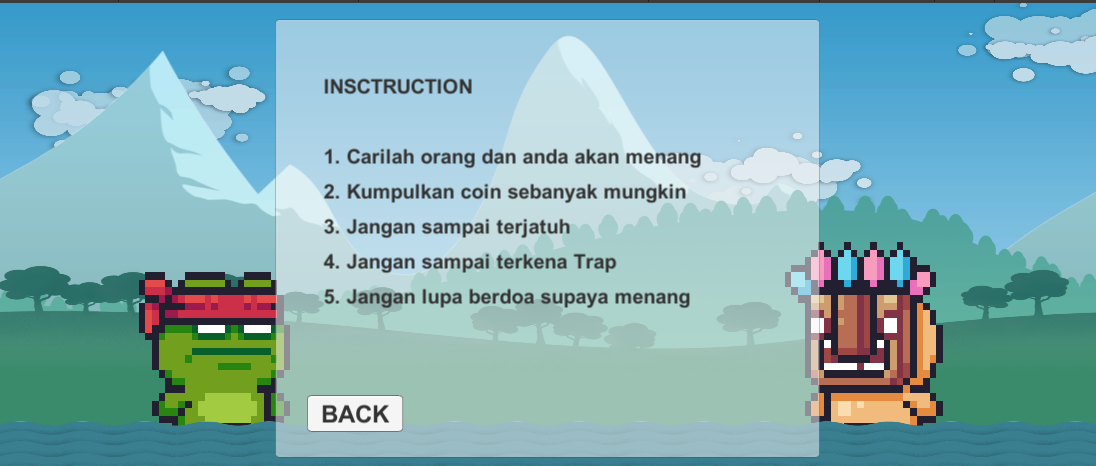 INSCTRUCTION
1. Carilah orang dan anda akan menang
2. Kumpulkan coin sebanyak mungkin
3. Jangan sampai terjatuh
4. Jangan sampai terkena Trap
5. Jangan lupa berdoa supaya menang
BACK